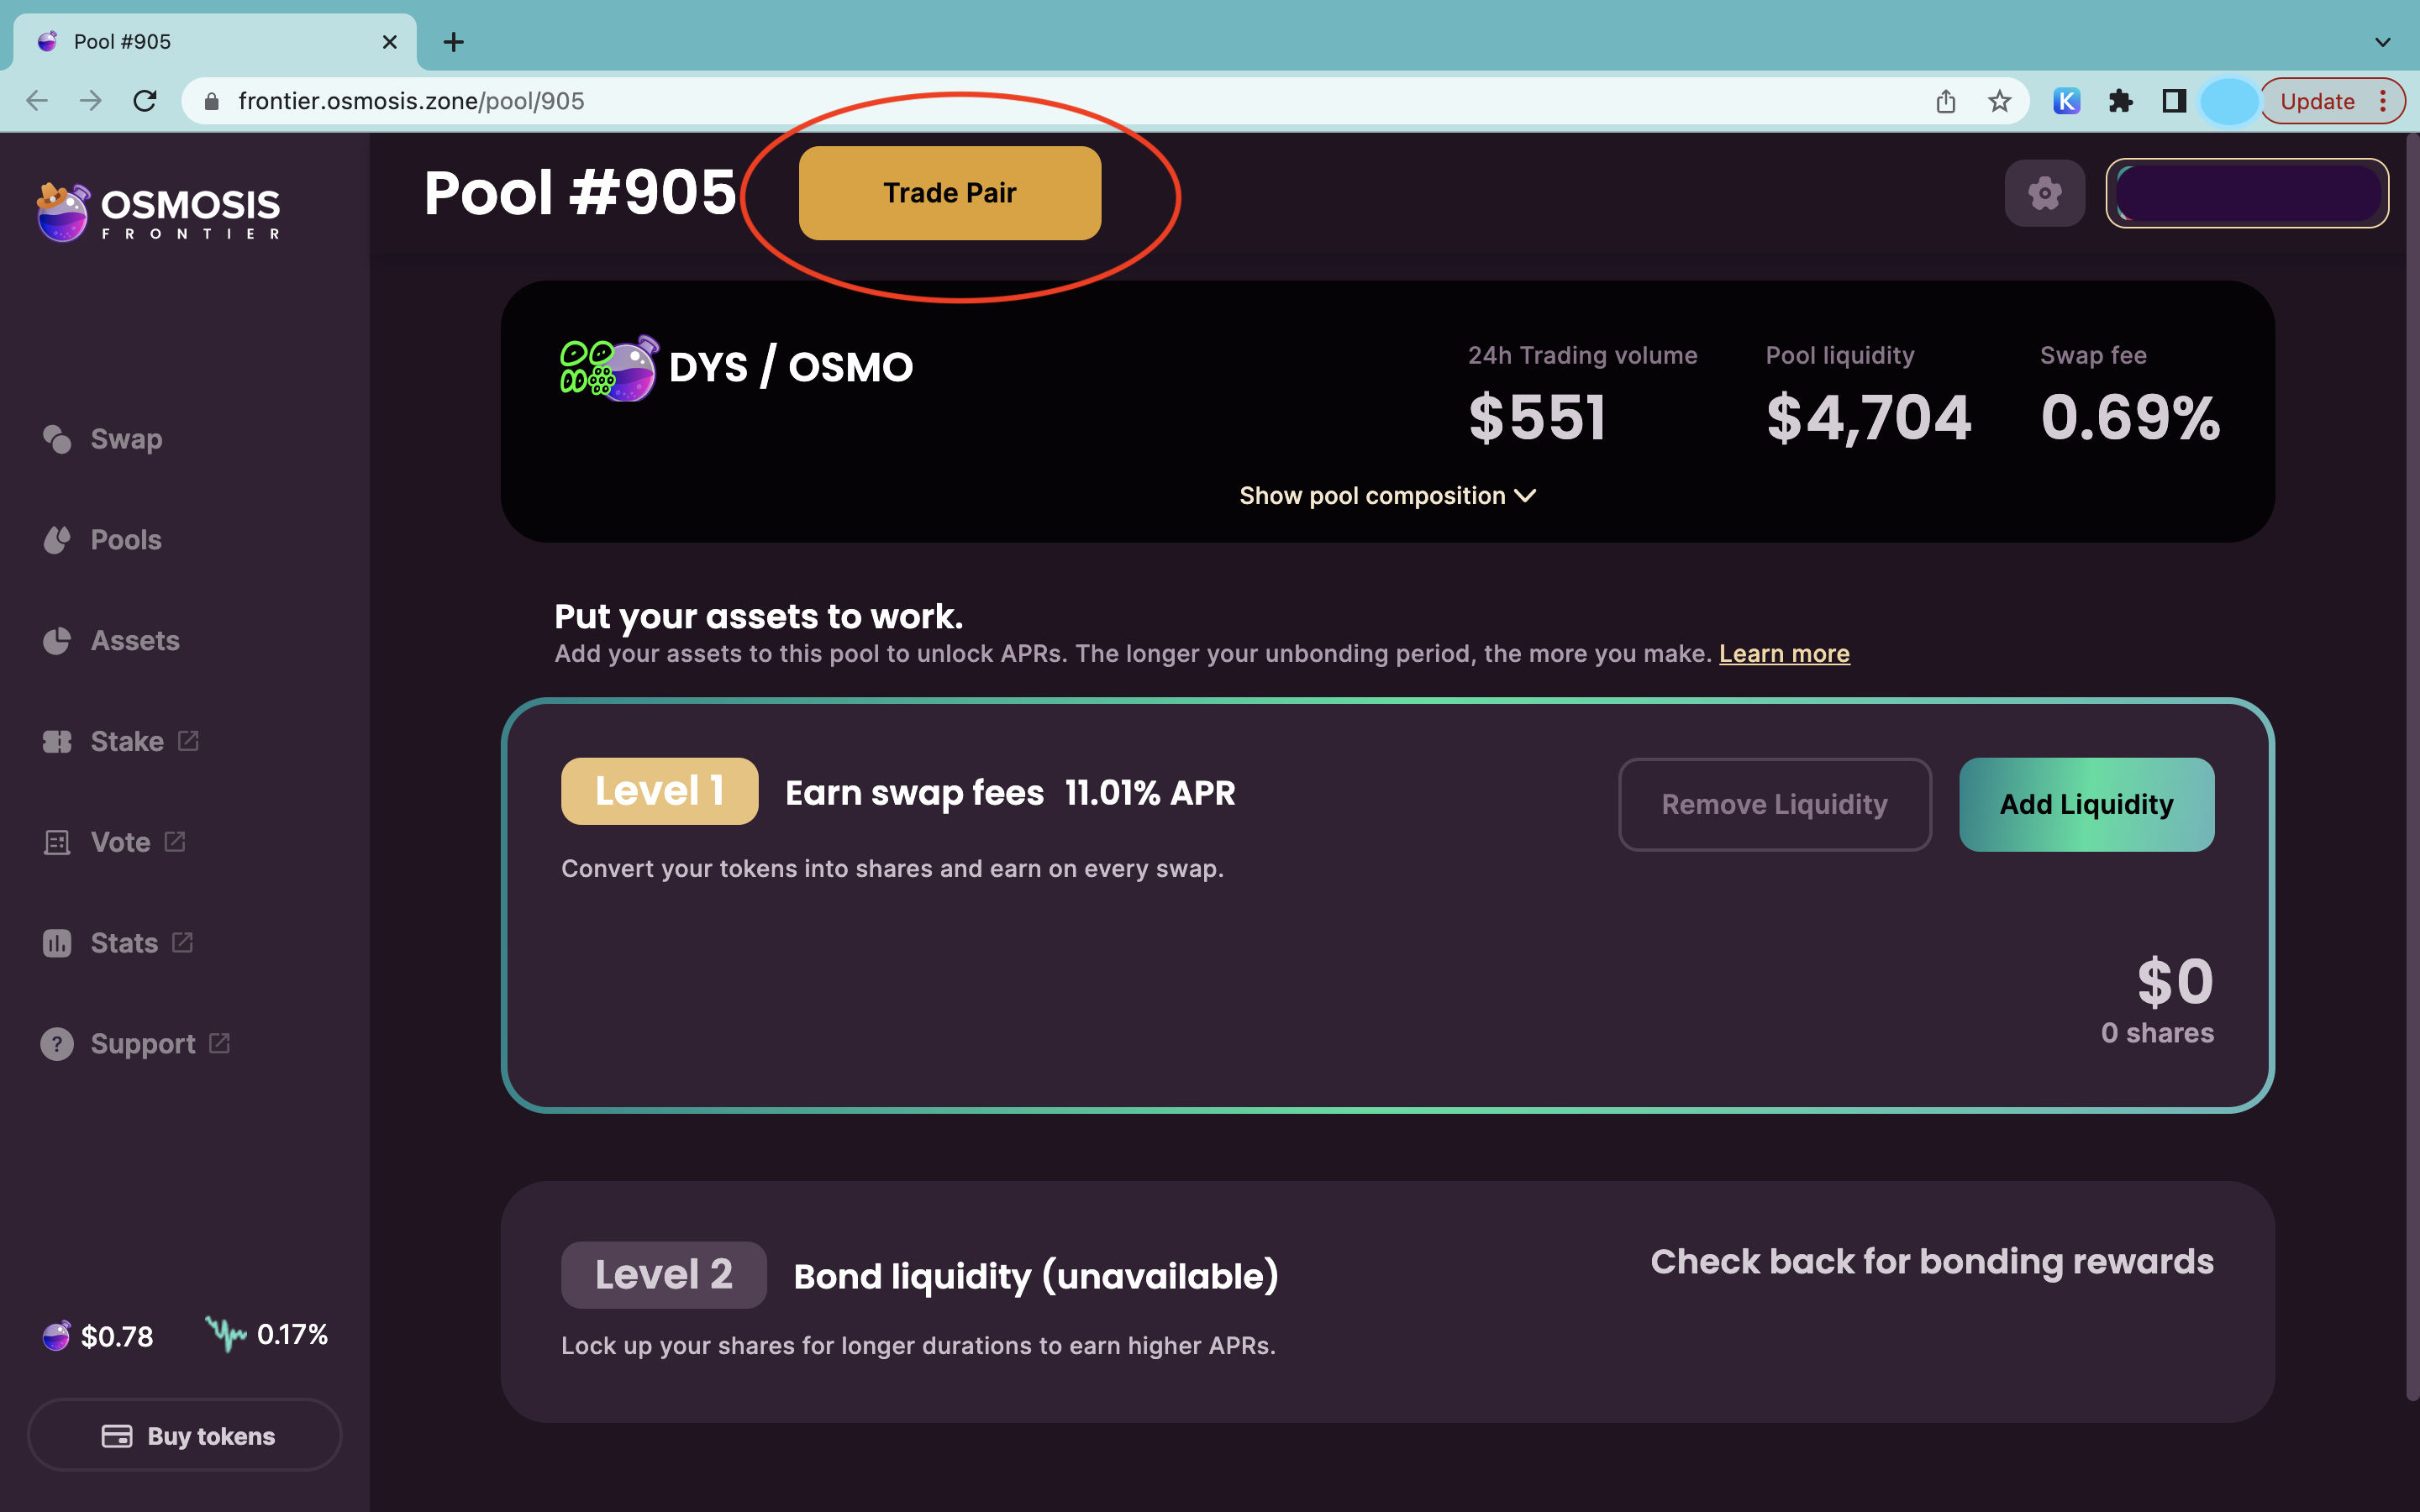 Pool #905
frontier.osmosis.zone/pool/905
K
Update
OSMOSIS
FRONTIER
Pool #905
Trade Pair
Swap
Pools
Assets
Stake
Vote
Stats
? Support
$0.78 0.17%
Buy tokens
DYS / OSMO
24h Trading volume
$551
Pool liquidity
$4,704
Swap fee
0.69%
Show pool composition
Put your assets to work.
Add your assets to this pool to unlock APRs. The longer your unbonding period, the more you make. Learn more
Level 1 Earn swap fees 11.01% APR
Remove Liquidity
Add Liquidity
Convert your tokens into shares and earn on every swap.
$0
0 shares
Level 2 Bond liquidity (unavailable)
Check back for bonding rewards
Lock up your shares for longer durations to earn higher APRs.